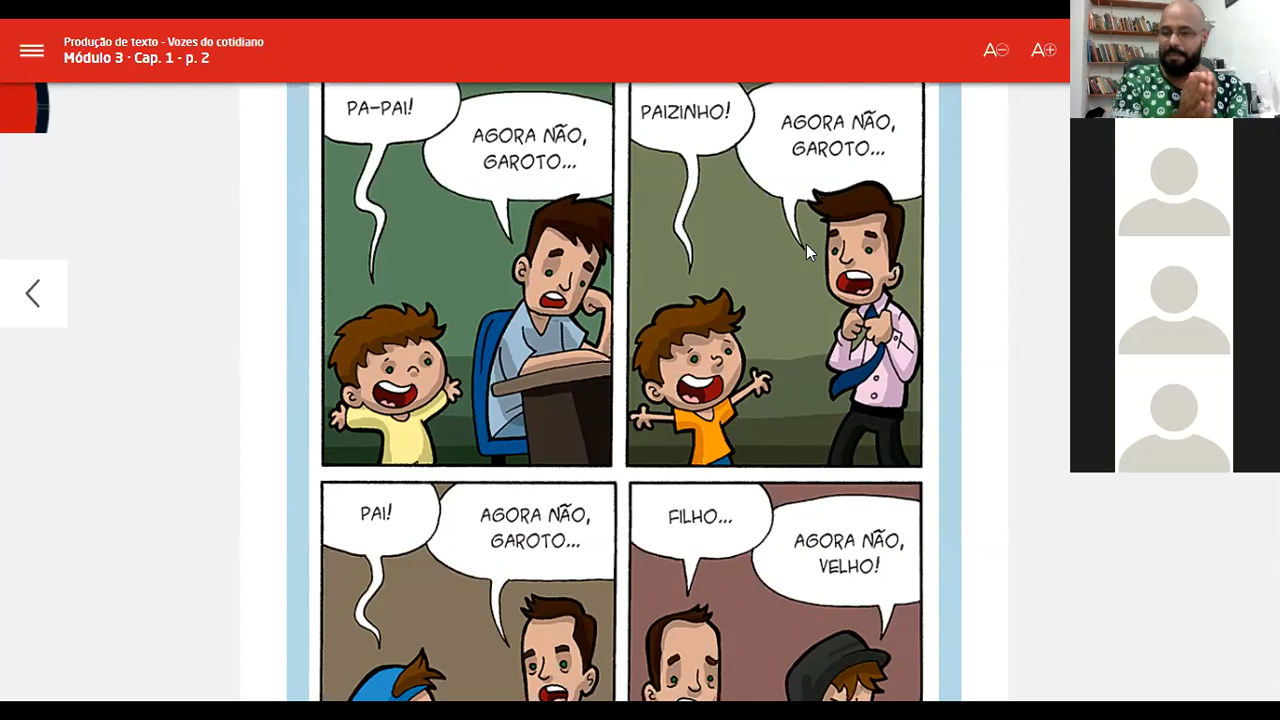 Produção de texto - Vozes do cotidiano
Módulo 3 · Cap. 1 - p. 2
A-
A+
PA-PAI!
AGORA NÃO,
GAROTO...
PAIZINHO!
AGORA NÃO,
GAROTO...
PAI!
AGORA NÃO,
GAROTO...
FILHO...
AGORA NÃO,
VELHO!